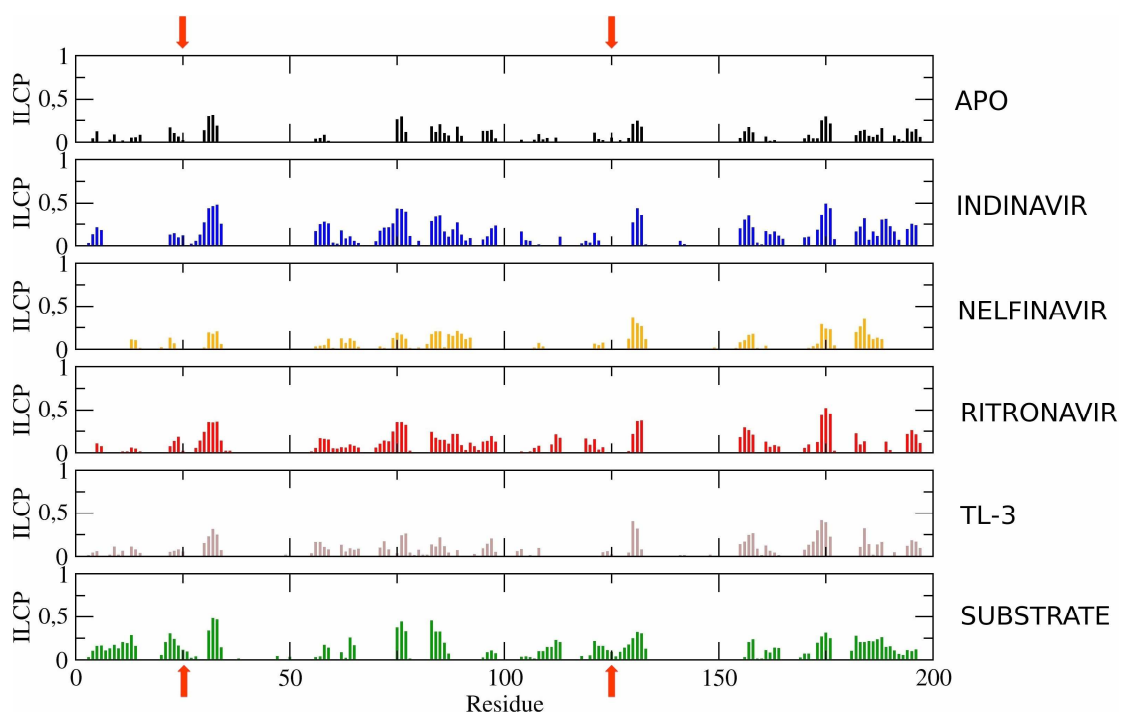 1
ILCP
0,5
0
APO
1
ILCP
0,5
0
INDINAVIR
1
ILCP
0,5
0
NELFINAVIR
1
ILCP
0,5
0
RITRONAVIR
1
ILCP
0,5
0
TL-3
1
ILCP
0,5
0
SUBSTRATE
0 50 100 150 200
Residue